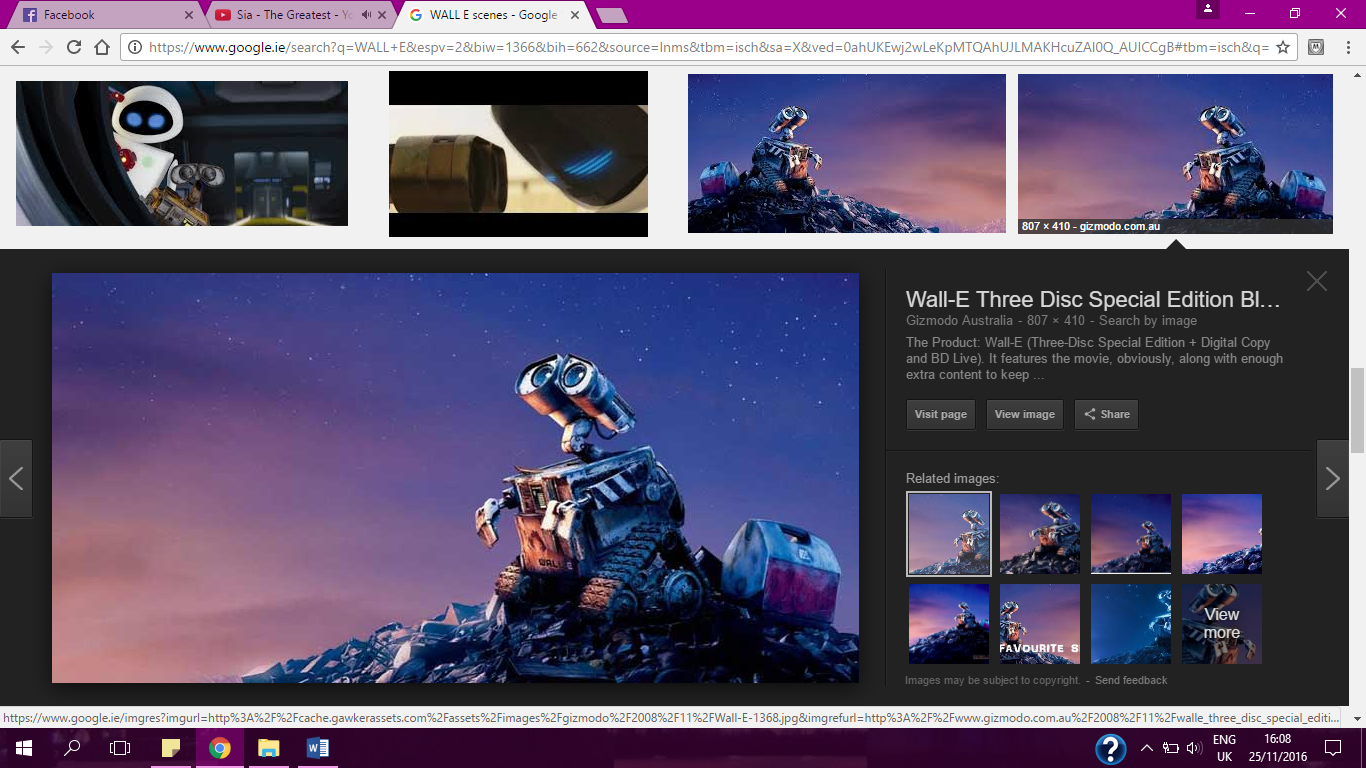 Facebook
Sia - The Greatest - Yo
WALL E scenes - Google
https://www.google.ie/search?q=WALL+E&espv=2&biw=1366&bih=662&source=lnms&tbm=isch&sa=X&ved=0ahUKEwj2wLeKpMTQAhUJLMAKHcuZAI0Q_AUICCgB#tbm=isch&q=
807 × 410 - gizmodo.com.au
Wall-E Three Disc Special Edition Bl…
Gizmodo Australia - 807 × 410 - Search by image
The Product: Wall-E (Three-Disc Special Edition + Digital Copy
and BD Live). It features the movie, obviously, along with enough
extra content to keep ...
Visit page
View image
Share
Related images:
WALL·E
FAVOURITE S
View
more
Images may be subject to copyright. - Send feedback
https://www.google.ie/imgres?imgurl=http%3A%2F%2Fcache.gawkerassets.com%2Fassets%2Fimages%2Fgizmodo%2F2008%2F11%2FWall-E-1368.jpg&imgrefurl=http%3A%2F%2Fwww.gizmodo.com.au%2F2008%2F11%2Fwalle_three_disc_special_editi...
ENG
UK
16:08
25/11/2016